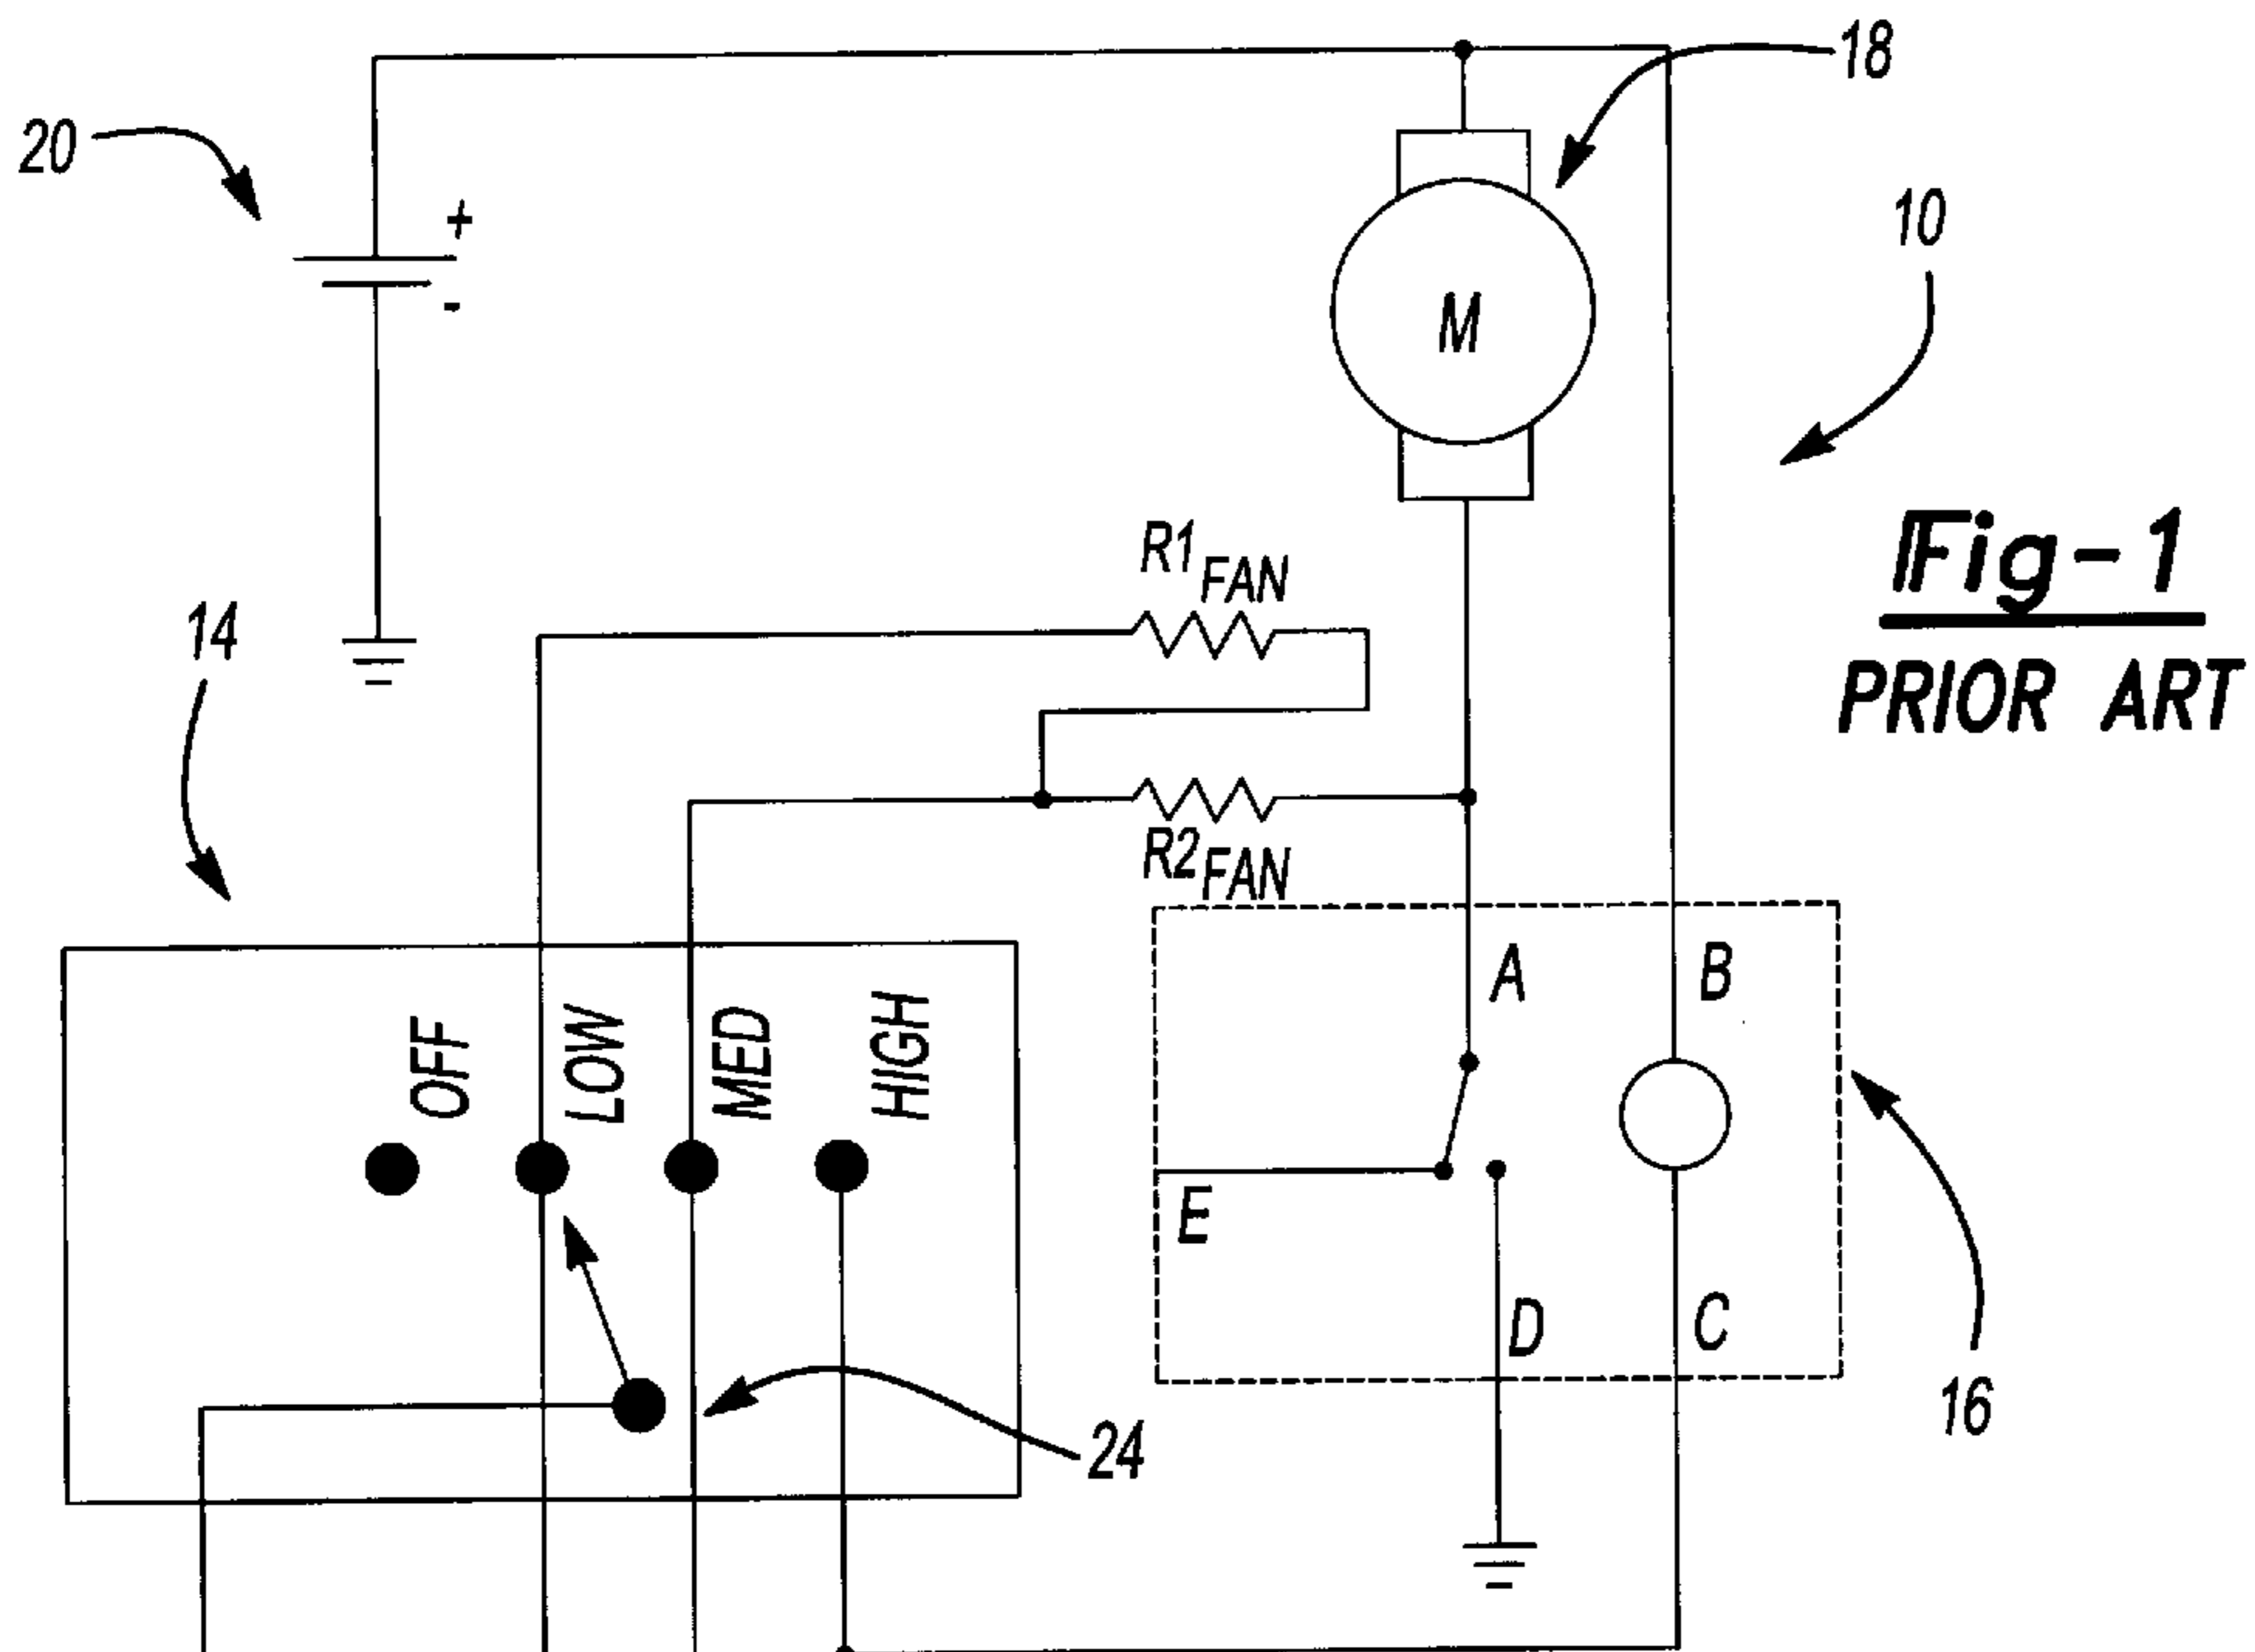 18
20
+
-
10
M
Fig-1
PRIOR ART
R1FAN
14
R2FAN
A
B
OFF
LOW
MED
HIGH
E
D
C
16
24